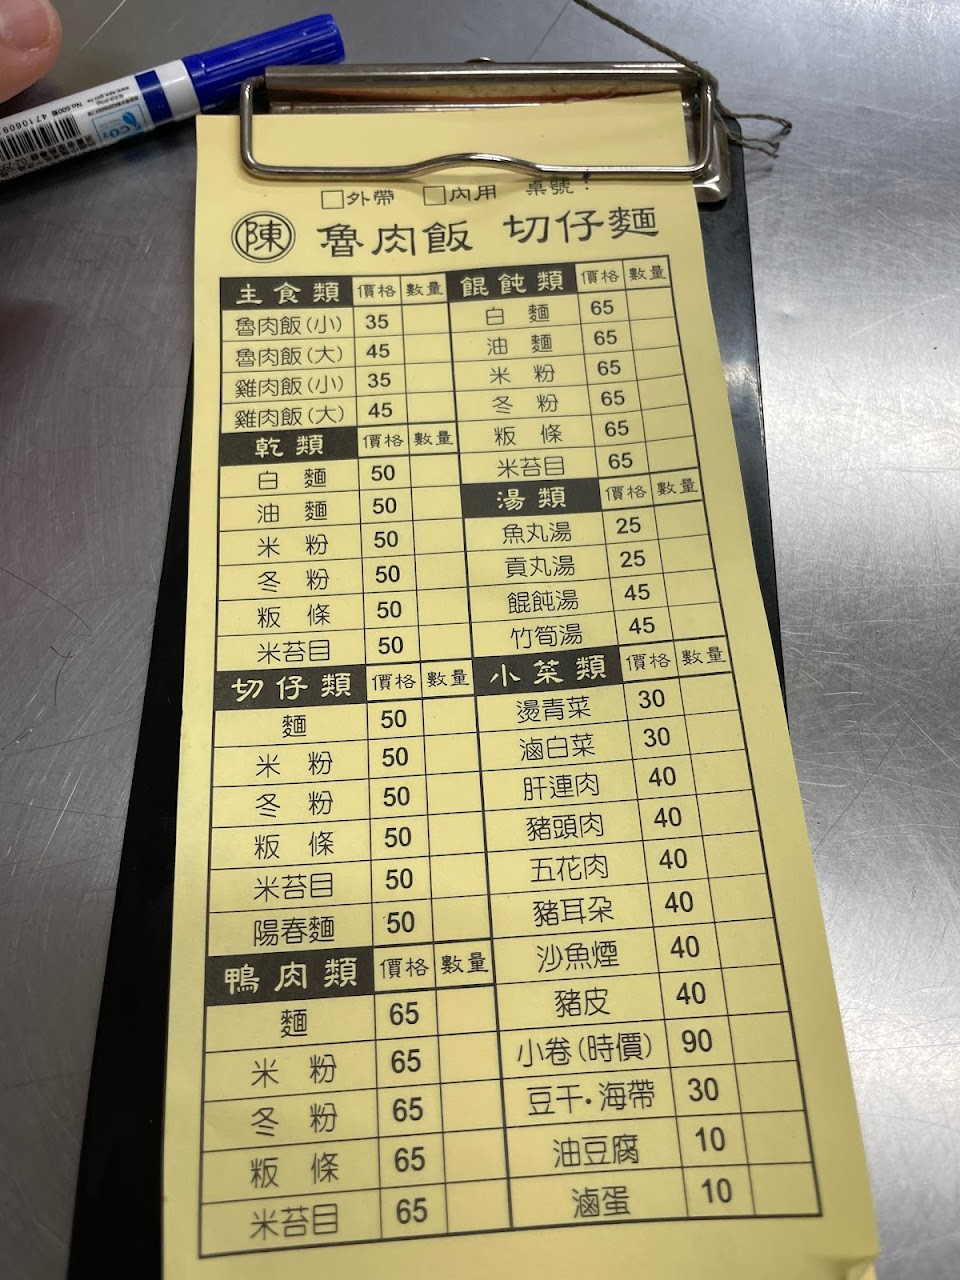 No.600
4710608
CO2
□外帶 □內用 桌號：
陳 魯肉飯 切仔麵
主食類 價格 數量
魯肉飯(小) 35
魯肉飯(大) 45
雞肉飯(小) 35
雞肉飯(大) 45
乾類 價格 數量
白麵 50
油麵 50
米粉 50
冬粉 50
粄條 50
米苔目 50
切仔類 價格 數量
麵 50
米粉 50
冬粉 50
粄條 50
米苔目 50
陽春麵 50
鴨肉類 價格 數量
麵 65
米粉 65
冬粉 65
粄條 65
米苔目 65
餛飩類 價格 數量
白麵 65
油麵 65
米粉 65
冬粉 65
粄條 65
米苔目 65
湯類 價格 數量
魚丸湯 25
貢丸湯 25
餛飩湯 45
竹筍湯 45
小菜類 價格 數量
燙青菜 30
滷白菜 30
肝連肉 40
豬頭肉 40
五花肉 40
豬耳朵 40
沙魚煙 40
豬皮 40
小卷(時價) 90
豆干·海帶 30
油豆腐 10
滷蛋 10